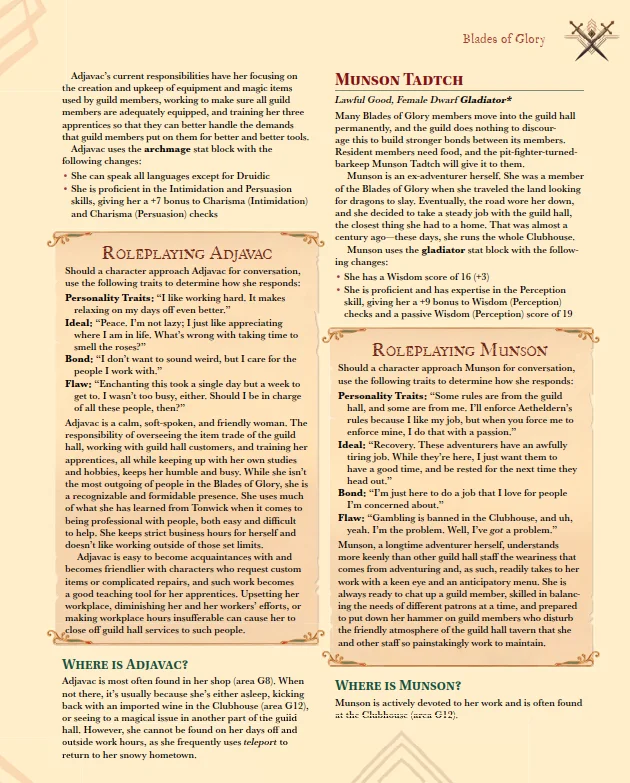 Blades of Glory
Adjavac's current responsibilities have her focusing on
the creation and upkeep of equipment and magic items
used by guild members, working to make sure all guild
members are adequately equipped, and training her three
apprentices so that they can better handle the demands
that guild members put on them for better and better tools.
Adjavac uses the archmage stat block with the
following changes:
• She can speak all languages except for Druidic
• She is proficient in the Intimidation and Persuasion
skills, giving her a +7 bonus to Charisma (Intimidation)
and Charisma (Persuasion) checks
Roleplaying Adjavac
Should a character approach Adjavac for conversation,
use the following traits to determine how she responds:
Personality Traits: “I like working hard. It makes
relaxing on my days off even better.”
Ideal: “Peace. I'm not lazy; I just like appreciating
where I am in life. What's wrong with taking time to
smell the roses?”
Bond: “I don't want to sound weird, but I care for the
people I work with.”
Flaw: “Enchanting this took a single day but a week to
get to. I wasn't too busy, either. Should I be in charge
of all these people, then?”
Adjavac is a calm, soft-spoken, and friendly woman. The
responsibility of overseeing the item trade of the guild
hall, working with guild customers, and training her
apprentices, all while keeping up with her own studies
and hobbies, keeps her humble and busy. While she isn't
the most outgoing of people in the Blades of Glory, she is
a recognizable and formidable presence. She uses much
of what she has learned from Tonwick when it comes to
being professional with people, both easy and difficult
to help. She keeps strict business hours for herself and
doesn't like working outside of those set limits.
Adjavac is easy to become acquaintances with and
becomes friendlier with characters who request custom
items or complicated repairs, and such work becomes
a good teaching tool for her apprentices. Upsetting her
workplace, diminishing her and her workers' efforts, or
making workplace hours insufferable can cause her to
close off guild hall services to such people.
Where is Adjavac?
Adjavac is most often found in her shop (area G8). When
not there, it's usually because she's either asleep, kicking
back with an imported wine in the Clubhouse (area G12),
or seeing to a magical issue in another part of the guild
hall. However, she cannot be found on her days off and
outside work hours, as she frequently uses teleport to
return to her snowy hometown.
Munson Tadtch
Lawful Good, Female Dwarf Gladiator*
Many Blades of Glory members move into the guild hall
permanently, and the guild does nothing to discour-
age this to build stronger bonds between its members.
Resident members need food, and the pit-fighter-turned-
barkeep Munson Tadtch will give it to them.
Munson is an ex-adventurer herself. She was a member
of the Blades of Glory when she traveled the land looking
for dragons to slay. Eventually, the road wore her down,
and she decided to take a steady job with the guild hall,
the closest thing she had to a home. That was almost a
century ago—these days, she runs the whole Clubhouse.
Munson uses the gladiator stat block with the follow-
ing changes:
• She has a Wisdom score of 16 (+3)
• She is proficient and has expertise in the Perception
skill, giving her a +9 bonus to Wisdom (Perception)
checks and a passive Wisdom (Perception) score of 19
Roleplaying Munson
Should a character approach Munson for conversation,
use the following traits to determine how she responds:
Personality Traits: “Some rules are from the guild
hall, and some are from me. I'll enforce Aetheldern's
rules because I like my job, but when you force me to
enforce mine, I do that with a passion.”
Ideal: “Recovery. These adventurers have an awfully
tiring job. While they're here, I just want them to
have a good time, and be rested for the next time they
head out.”
Bond: “I'm just here to do a job that I love for people
I'm concerned about.”
Flaw: “Gambling is banned in the Clubhouse, and uh,
yeah. I'm the problem. Well, I've got a problem.”
Munson, a longtime adventurer herself, understands
more keenly than other guild hall staff the weariness that
comes from adventuring and, as such, readily takes to her
work with a keen eye and an anticipatory menu. She is
always ready to chat up a guild member, skilled in balanc-
ing the needs of different patrons at a time, and prepared
to put down her hammer on guild members who disturb
the friendly atmosphere of the guild hall tavern that she
and other staff so painstakingly work to maintain.
Where is Munson?
Munson is actively devoted to her work and is often found
at the Clubhouse (area G12).